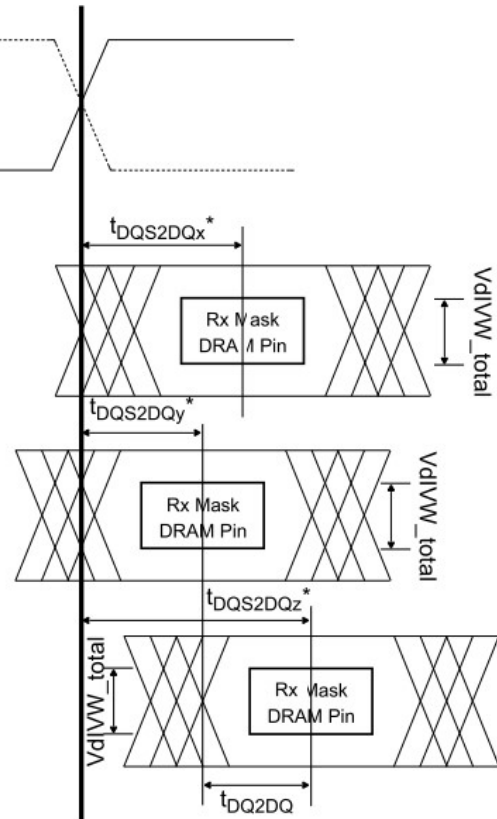 tDQS2DQx*
Rx Mask
DRAM Pin
VdIVW_total
tDQS2DQy*
Rx Mask
DRAM Pin
VdIVW_total
tDQS2DQz*
Rx Mask
DRAM Pin
VdIVW_total
tDQ2DQ